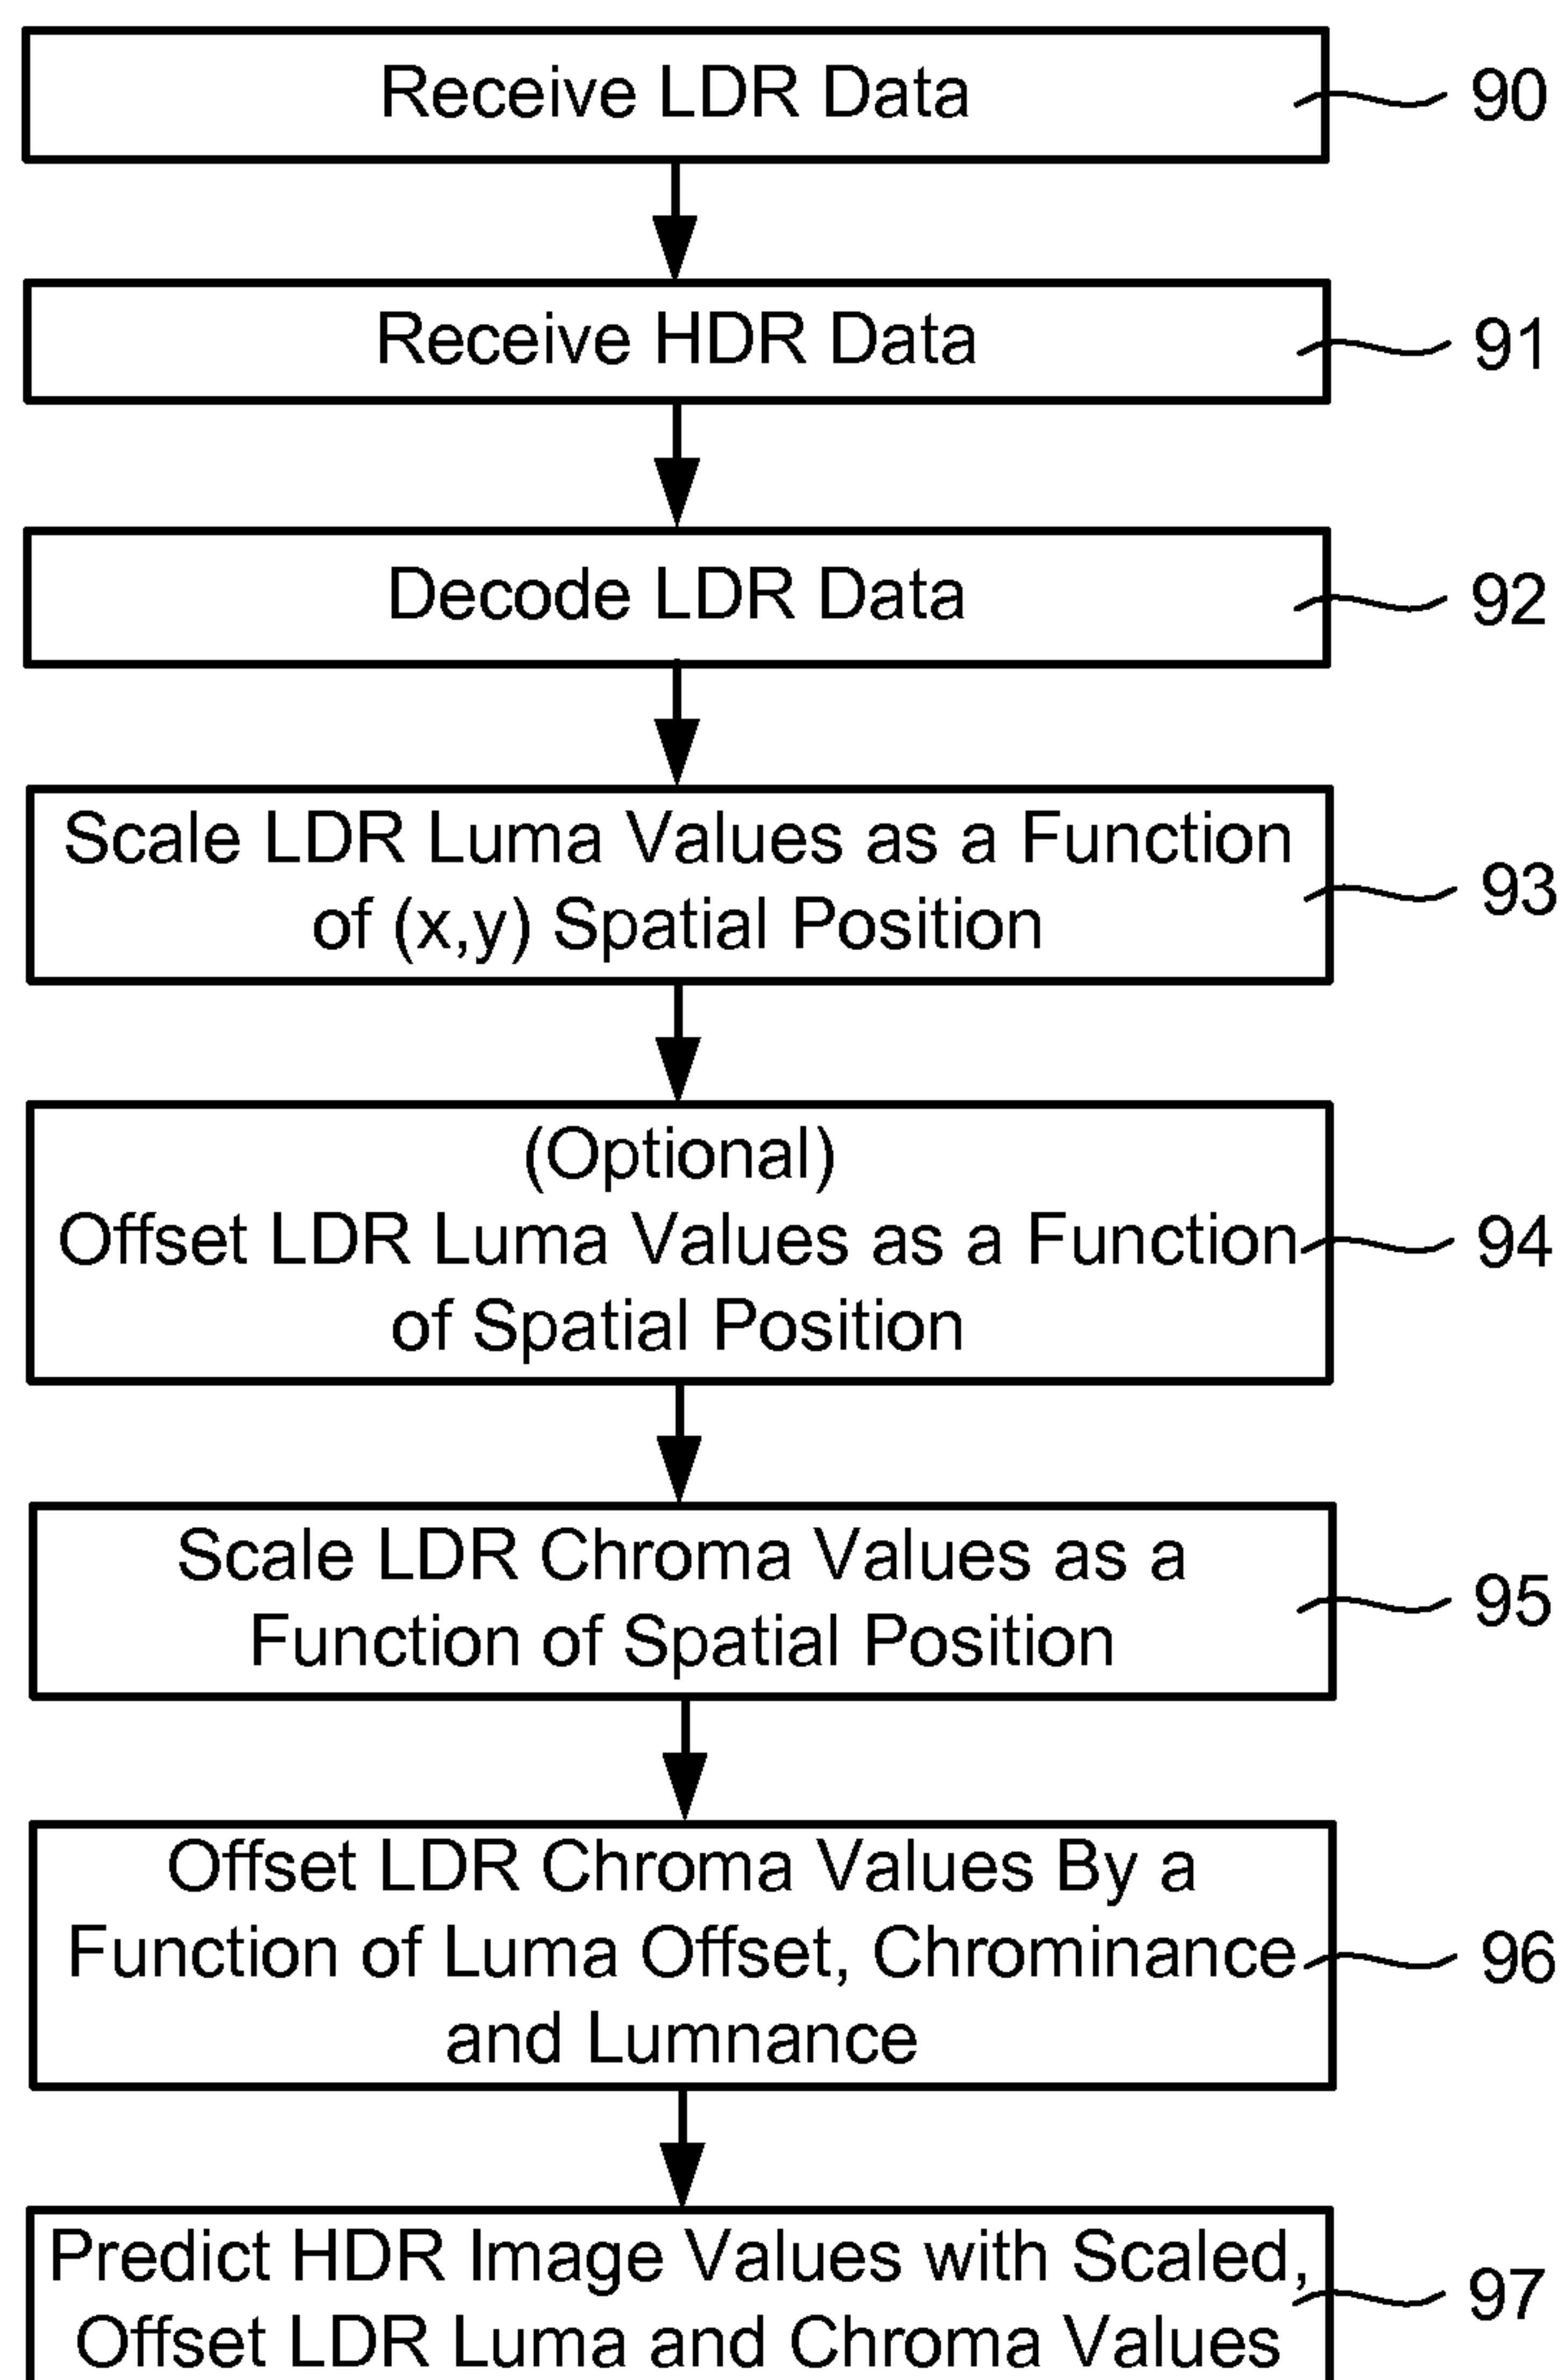 Receive LDR Data
90
Receive HDR Data
91
Decode LDR Data
92
Scale LDR Luma Values as a Function
of (x,y) Spatial Position
93
(Optional)
Offset LDR Luma Values as a Function
of Spatial Position
94
Scale LDR Chroma Values as a
Function of Spatial Position
95
Offset LDR Chroma Values By a
Function of Luma Offset, Chrominance
and Lumnance
96
Predict HDR Image Values with Scaled,
Offset LDR Luma and Chroma Values
97